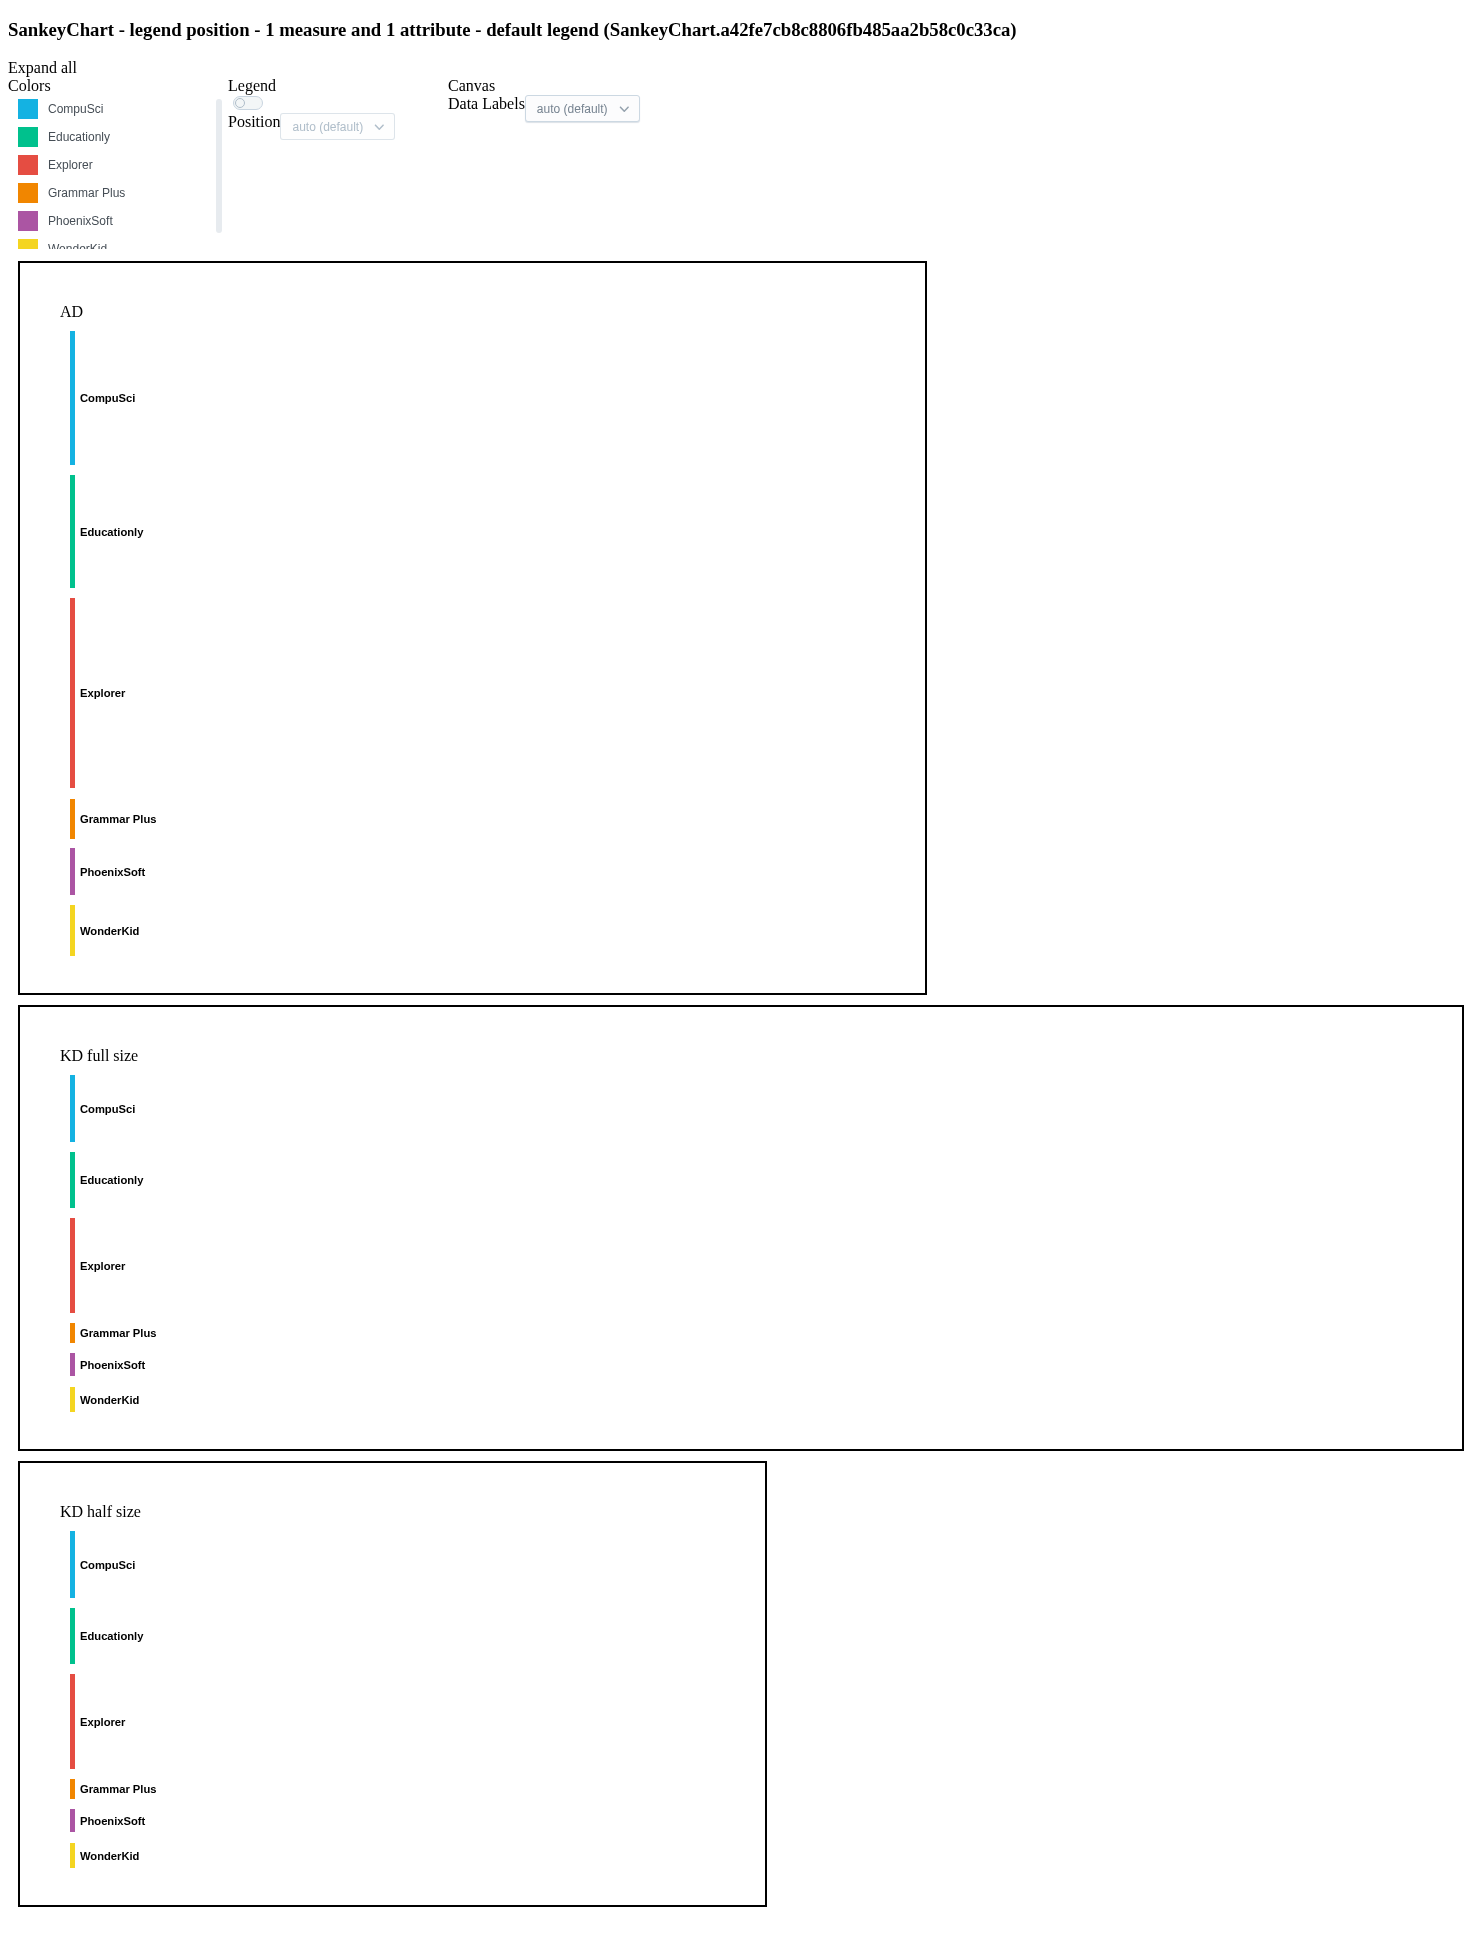 SankeyChart - legend position - 1 measure and 1 attribute - default legend (SankeyChart.a42fe7cb8c8806fb485aa2b58c0c33ca)
Expand all
Colors
CompuSci
Educationly
Explorer
Grammar Plus
PhoenixSoft
WonderKid
Legend
Position auto (default)
Canvas
Data Labels auto (default)
AD
CompuSci
Educationly
Explorer
Grammar Plus
PhoenixSoft
WonderKid
KD full size
CompuSci
Educationly
Explorer
Grammar Plus
PhoenixSoft
WonderKid
KD half size
CompuSci
Educationly
Explorer
Grammar Plus
PhoenixSoft
WonderKid